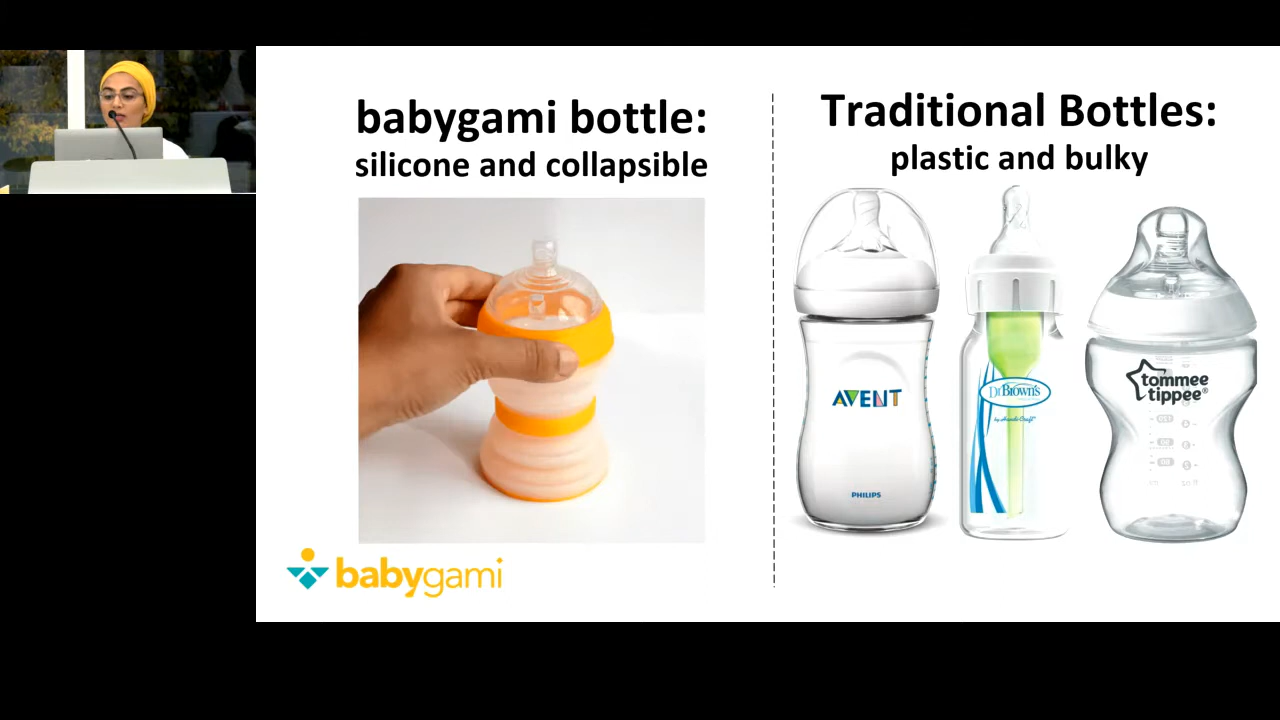 babygami bottle:
silicone and collapsible
Traditional Bottles:
plastic and bulky
AVENT
PHILIPS
Dr Brown's
tommee
tippee®
babygami